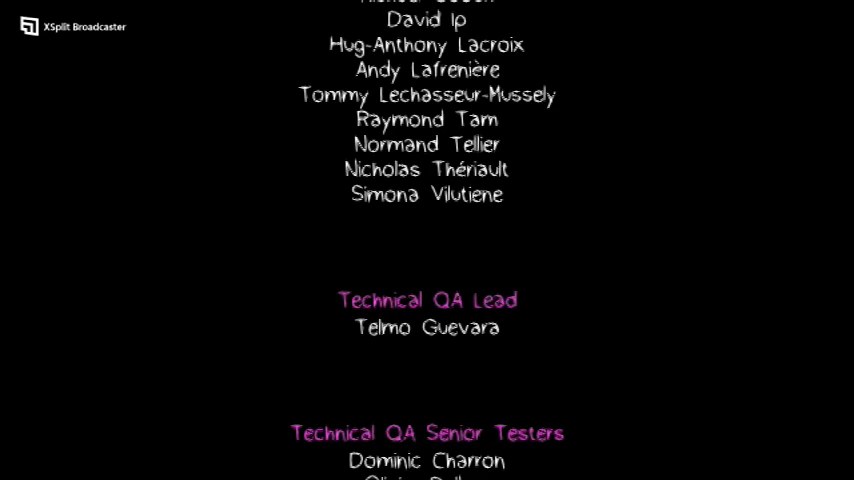 XSplit Broadcaster
David Ip
Hug-Anthony Lacroix
Andy Lafrenière
Tommy Lechasseur-Mussely
Raymond Tam
Normand Tellier
Nicholas Thériault
Simona Vilutiene
Technical QA Lead
Telmo Guevara
Technical QA Senior Testers
Dominic Charron